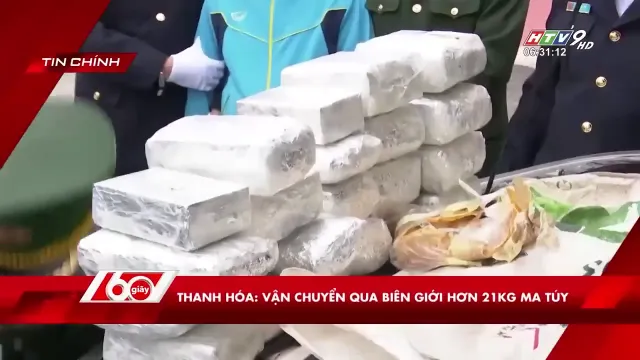 TIN CHÍNH
HTV9 HD
06:31:12
60 giây
THANH HÓA: VẬN CHUYỂN QUA BIÊN GIỚI HƠN 21KG MA TÚY